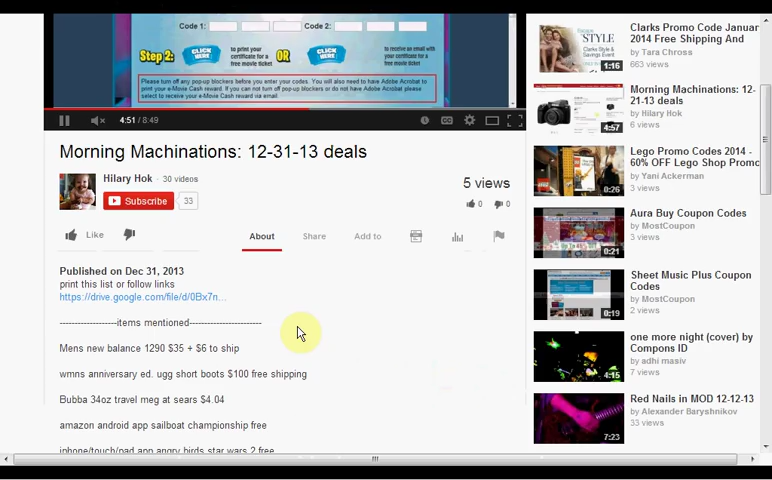 Code 1:
Code 2:
Step 2:
CLICK HERE
to print your certificate for a free movie ticket
OR
CLICK HERE
to receive an email with your certificate for a free movie ticket
Please turn off any pop-up blockers before you enter your codes. You will also need to have Adobe Acrobat to
print your e-Movie Cash reward. If you can not turn off pop-up blockers or do not have Adobe Acrobat please
select to receive your e-Movie Cash reward via email.
4:51 / 8:49
Morning Machinations: 12-31-13 deals
Hilary Hok · 30 videos
Subscribe 33
5 views
0 0
Like
About
Share
Add to
Published on Dec 31, 2013
print this list or follow links
https://drive.google.com/file/d/0Bx7n...
-------------------items mentioned-----------------------
Mens new balance 1290 $35 + $6 to ship
wmns anniversary ed. ugg short boots $100 free shipping
Bubba 34oz travel meg at sears $4.04
amazon android app sailboat championship free
iphone/touch/pad app angry birds star wars 2 free
STYLE
1:16
Clarks Promo Code Januar
2014 Free Shipping And
by Tara Chross
663 views
4:57
Morning Machinations: 12-
21-13 deals
by Hilary Hok
6 views
0:26
Lego Promo Codes 2014 -
60% OFF Lego Shop Promo
by Yani Ackerman
3 views
0:21
Aura Buy Coupon Codes
by MostCoupon
3 views
0:19
Sheet Music Plus Coupon
Codes
by MostCoupon
2 views
4:15
one more night (cover) by
Compons ID
by adhi masiv
7 views
7:23
Red Nails in MOD 12-12-13
by Alexander Baryshnikov
33 views